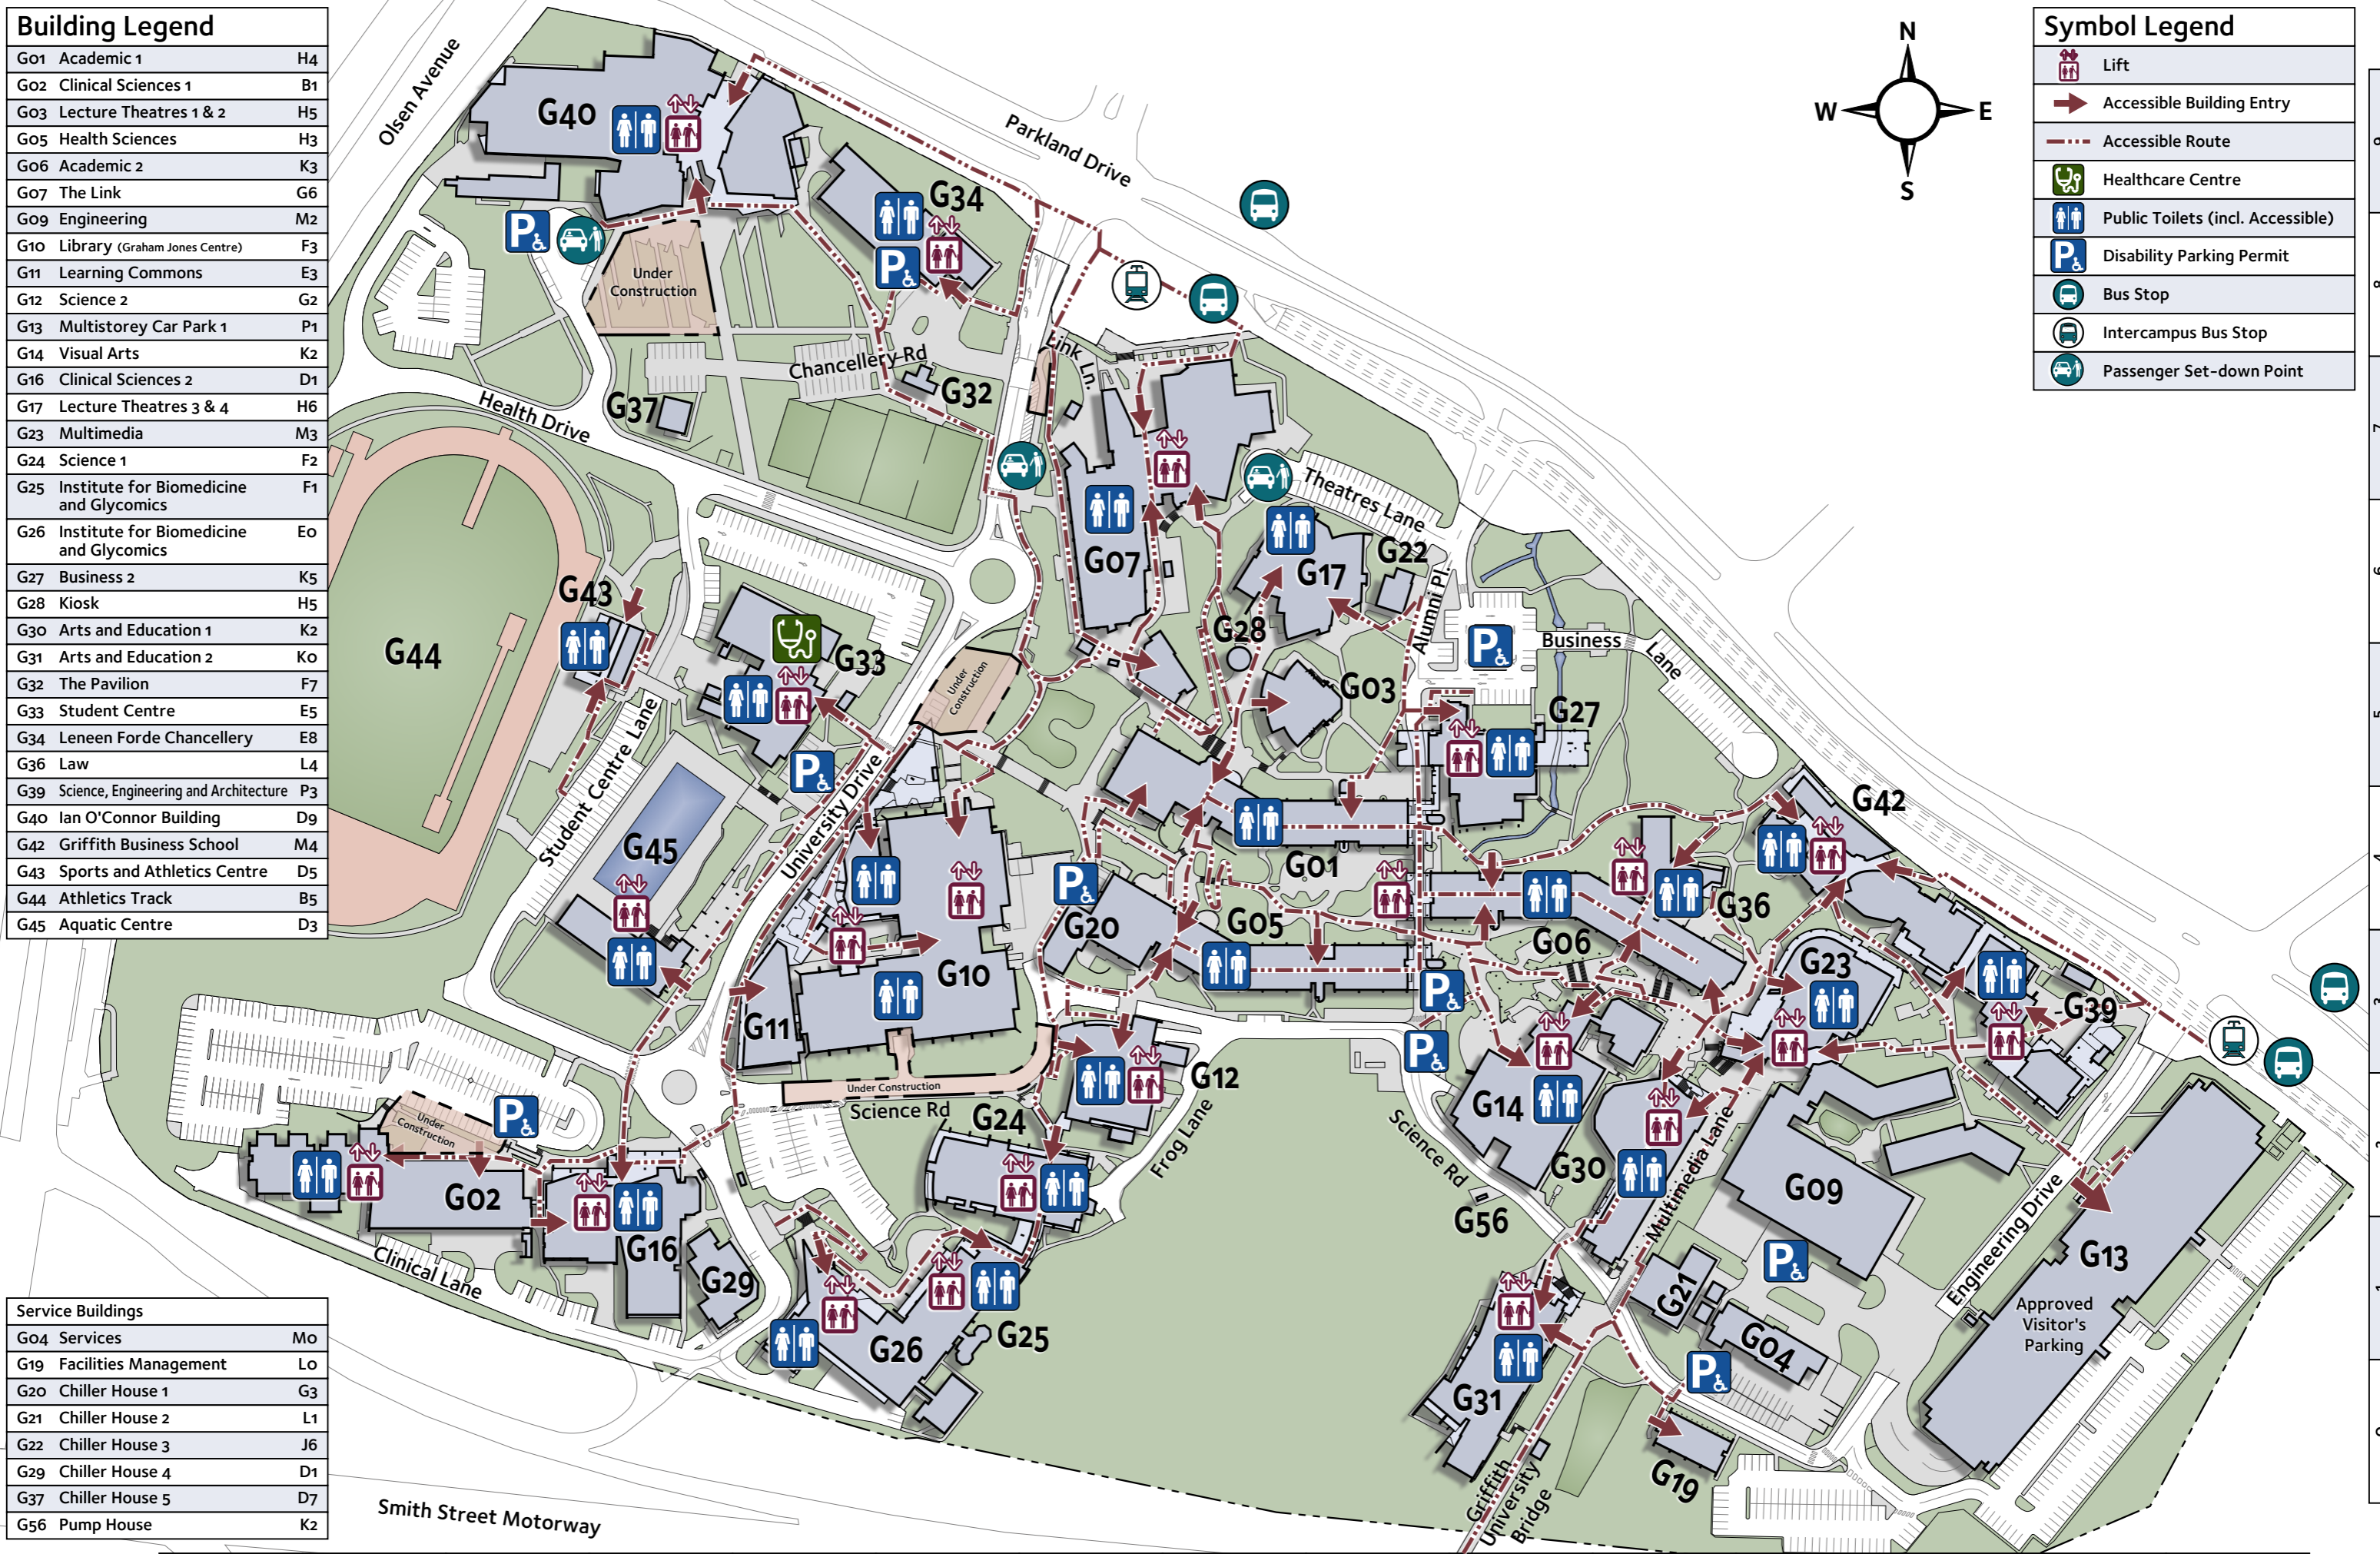 Building Legend
G01 Academic 1 H4
G02 Clinical Sciences 1 B1
G03 Lecture Theatres 1 & 2 H5
G05 Health Sciences H3
G06 Academic 2 K3
G07 The Link G6
G09 Engineering M2
G10 Library (Graham Jones Centre) F3
G11 Learning Commons E3
G12 Science 2 G2
G13 Multistorey Car Park 1 P1
G14 Visual Arts K2
G16 Clinical Sciences 2 D1
G17 Lecture Theatres 3 & 4 H6
G23 Multimedia M3
G24 Science 1 F2
G25 Institute for Biomedicine F1
and Glycomics
G26 Institute for Biomedicine E0
and Glycomics
G27 Business 2 K5
G28 Kiosk H5
G30 Arts and Education 1 K2
G31 Arts and Education 2 K0
G32 The Pavilion F7
G33 Student Centre E5
G34 Leneen Forde Chancellery E8
G36 Law L4
G39 Science, Engineering and Architecture P3
G40 Ian O'Connor Building D9
G42 Griffith Business School M4
G43 Sports and Athletics Centre D5
G44 Athletics Track B5
G45 Aquatic Centre D3
Service Buildings
G04 Services M0
G19 Facilities Management L0
G20 Chiller House 1 G3
G21 Chiller House 2 L1
G22 Chiller House 3 J6
G29 Chiller House 4 D1
G37 Chiller House 5 D7
G56 Pump House K2
Symbol Legend
Lift
Accessible Building Entry
Accessible Route
Healthcare Centre
Public Toilets (incl. Accessible)
P Disability Parking Permit
Bus Stop
Intercampus Bus Stop
Passenger Set-down Point
N
W E
S
8
7
6
5
4
3
2
1
Olsen Avenue
Parkland Drive
G40
G34
P
P
Under
Construction
Link Ln.
Chancellery Rd
G32
G37
Health Drive
Theatres Lane
G07
G17
G22
Alumni Pl.
G43
G44
G33
G28
P
Business
Lane
Under
Construction
G03
G27
P
Student Centre Lane
University Drive
G45
G42
G01
P
G20
G05
G36
G06
G10
G11
P
G23
G39
P
G12
Under Construction
Science Rd
G24
Frog Lane
G14
Science Rd
G30
G56
Multimedia Lane
G09
Under
Construction
P
G02
G16
Clinical Lane
G29
G26
G25
G21
P
G04
P
Engineering Drive
G13
Approved
Visitor's
Parking
G31
G19
Griffith
University
Bridge
Smith Street Motorway